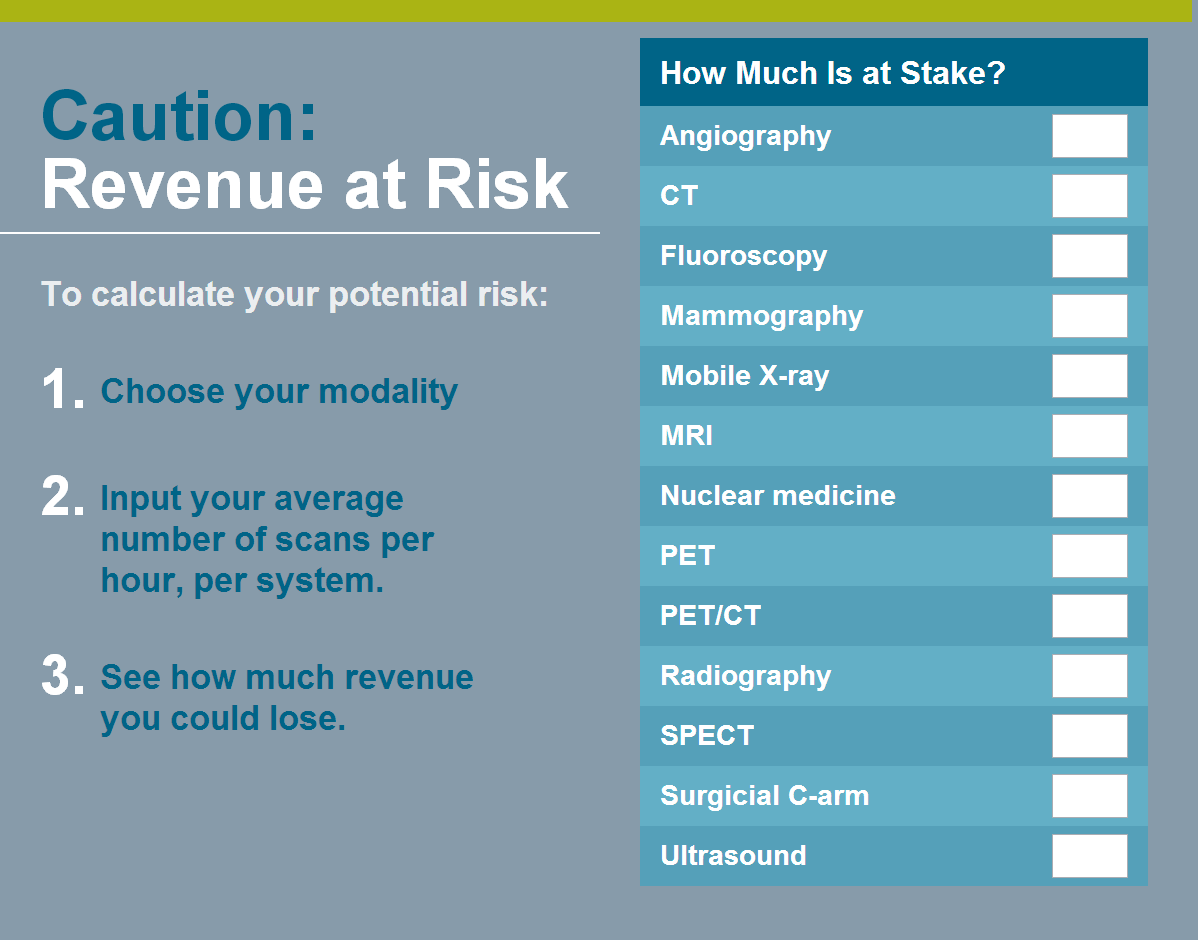 Caution:
Revenue at Risk
To calculate your potential risk:
1. Choose your modality
2. Input your average
number of scans per
hour, per system.
3. See how much revenue
you could lose.
How Much Is at Stake?
Angiography
CT
Fluoroscopy
Mammography
Mobile X-ray
MRI
Nuclear medicine
PET
PET/CT
Radiography
SPECT
Surgicial C-arm
Ultrasound